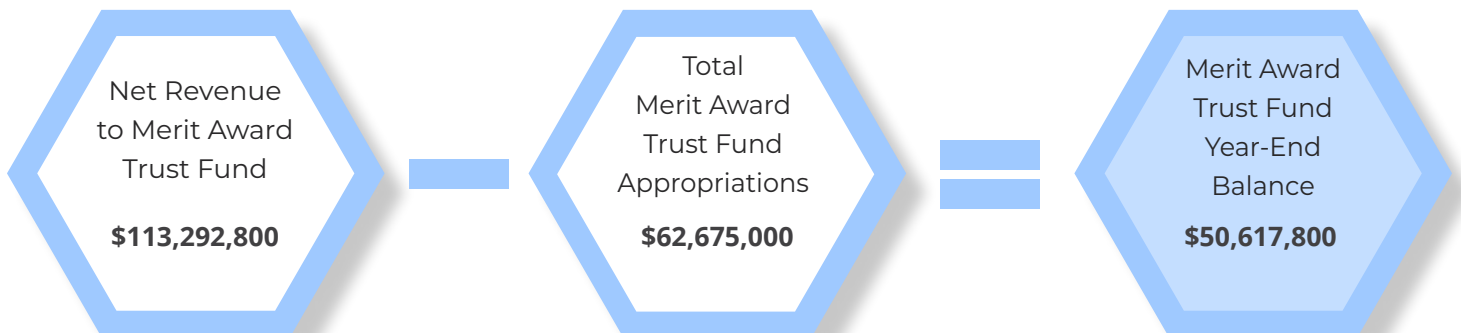 Net Revenue
to Merit Award
Trust Fund
$113,292,800
Total
Merit Award
Trust Fund
Appropriations
$62,675,000
Merit Award
Trust Fund
Year-End
Balance
$50,617,800